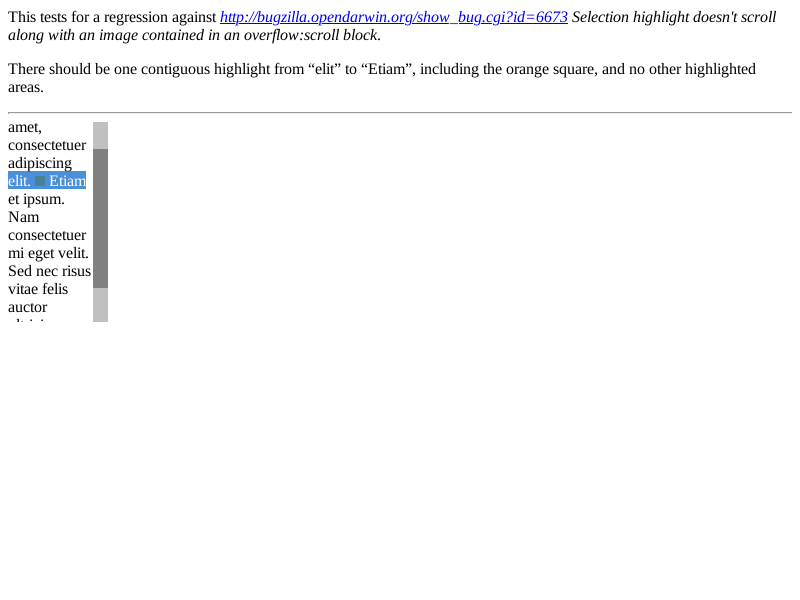 This tests for a regression against http://bugzilla.opendarwin.org/show_bug.cgi?id=6673 Selection highlight doesn't scroll
along with an image contained in an overflow:scroll block.
There should be one contiguous highlight from “elit” to “Etiam”, including the orange square, and no other highlighted
areas.
amet,
consectetuer
adipiscing
elit. Etiam
et ipsum.
Nam
consectetuer
mi eget velit.
Sed nec risus
vitae felis
auctor